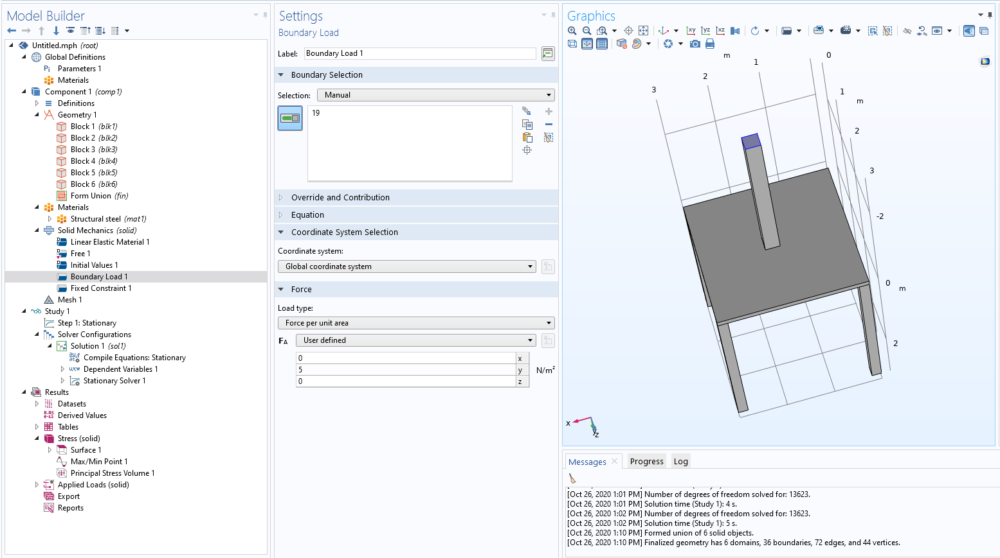 Model Builder
Untitled.mph (root)
Global Definitions
Pi Parameters 1
Materials
Component 1 (comp1)
Definitions
Geometry 1
Block 1 (blk1)
Block 2 (blk2)
Block 3 (blk3)
Block 4 (blk4)
Block 5 (blk5)
Block 6 (blk6)
Form Union (fin)
Materials
Structural steel (mat1)
Solid Mechanics (solid)
Linear Elastic Material 1
Free 1
Initial Values 1
Boundary Load 1
Fixed Constraint 1
Mesh 1
Study 1
Step 1: Stationary
Solver Configurations
Solution 1 (sol1)
Compile Equations: Stationary
u,v,w Dependent Variables 1
Stationary Solver 1
Results
Datasets
8.85 e-12 Derived Values
Tables
Stress (solid)
Surface 1
Max/Min Point 1
Principal Stress Volume 1
Applied Loads (solid)
Export
Reports
Settings
Boundary Load
Label: Boundary Load 1
Boundary Selection
Selection: Manual
19
Override and Contribution
Equation
Coordinate System Selection
Coordinate system:
Global coordinate system
Force
Load type:
Force per unit area
FA User defined
0 x
5 y N/m²
0 z
Graphics
xy yz xz
m
1
0
2
3
1
m
2
3
-2
0
m
2
x
y
z
Messages Progress Log
[Oct 26, 2020 1:01 PM] Number of degrees of freedom solved for: 13623.
[Oct 26, 2020 1:01 PM] Solution time (Study 1): 4 s.
[Oct 26, 2020 1:02 PM] Number of degrees of freedom solved for: 13623.
[Oct 26, 2020 1:02 PM] Solution time (Study 1): 5 s.
[Oct 26, 2020 1:10 PM] Formed union of 6 solid objects.
[Oct 26, 2020 1:10 PM] Finalized geometry has 6 domains, 36 boundaries, 72 edges, and 44 vertices.